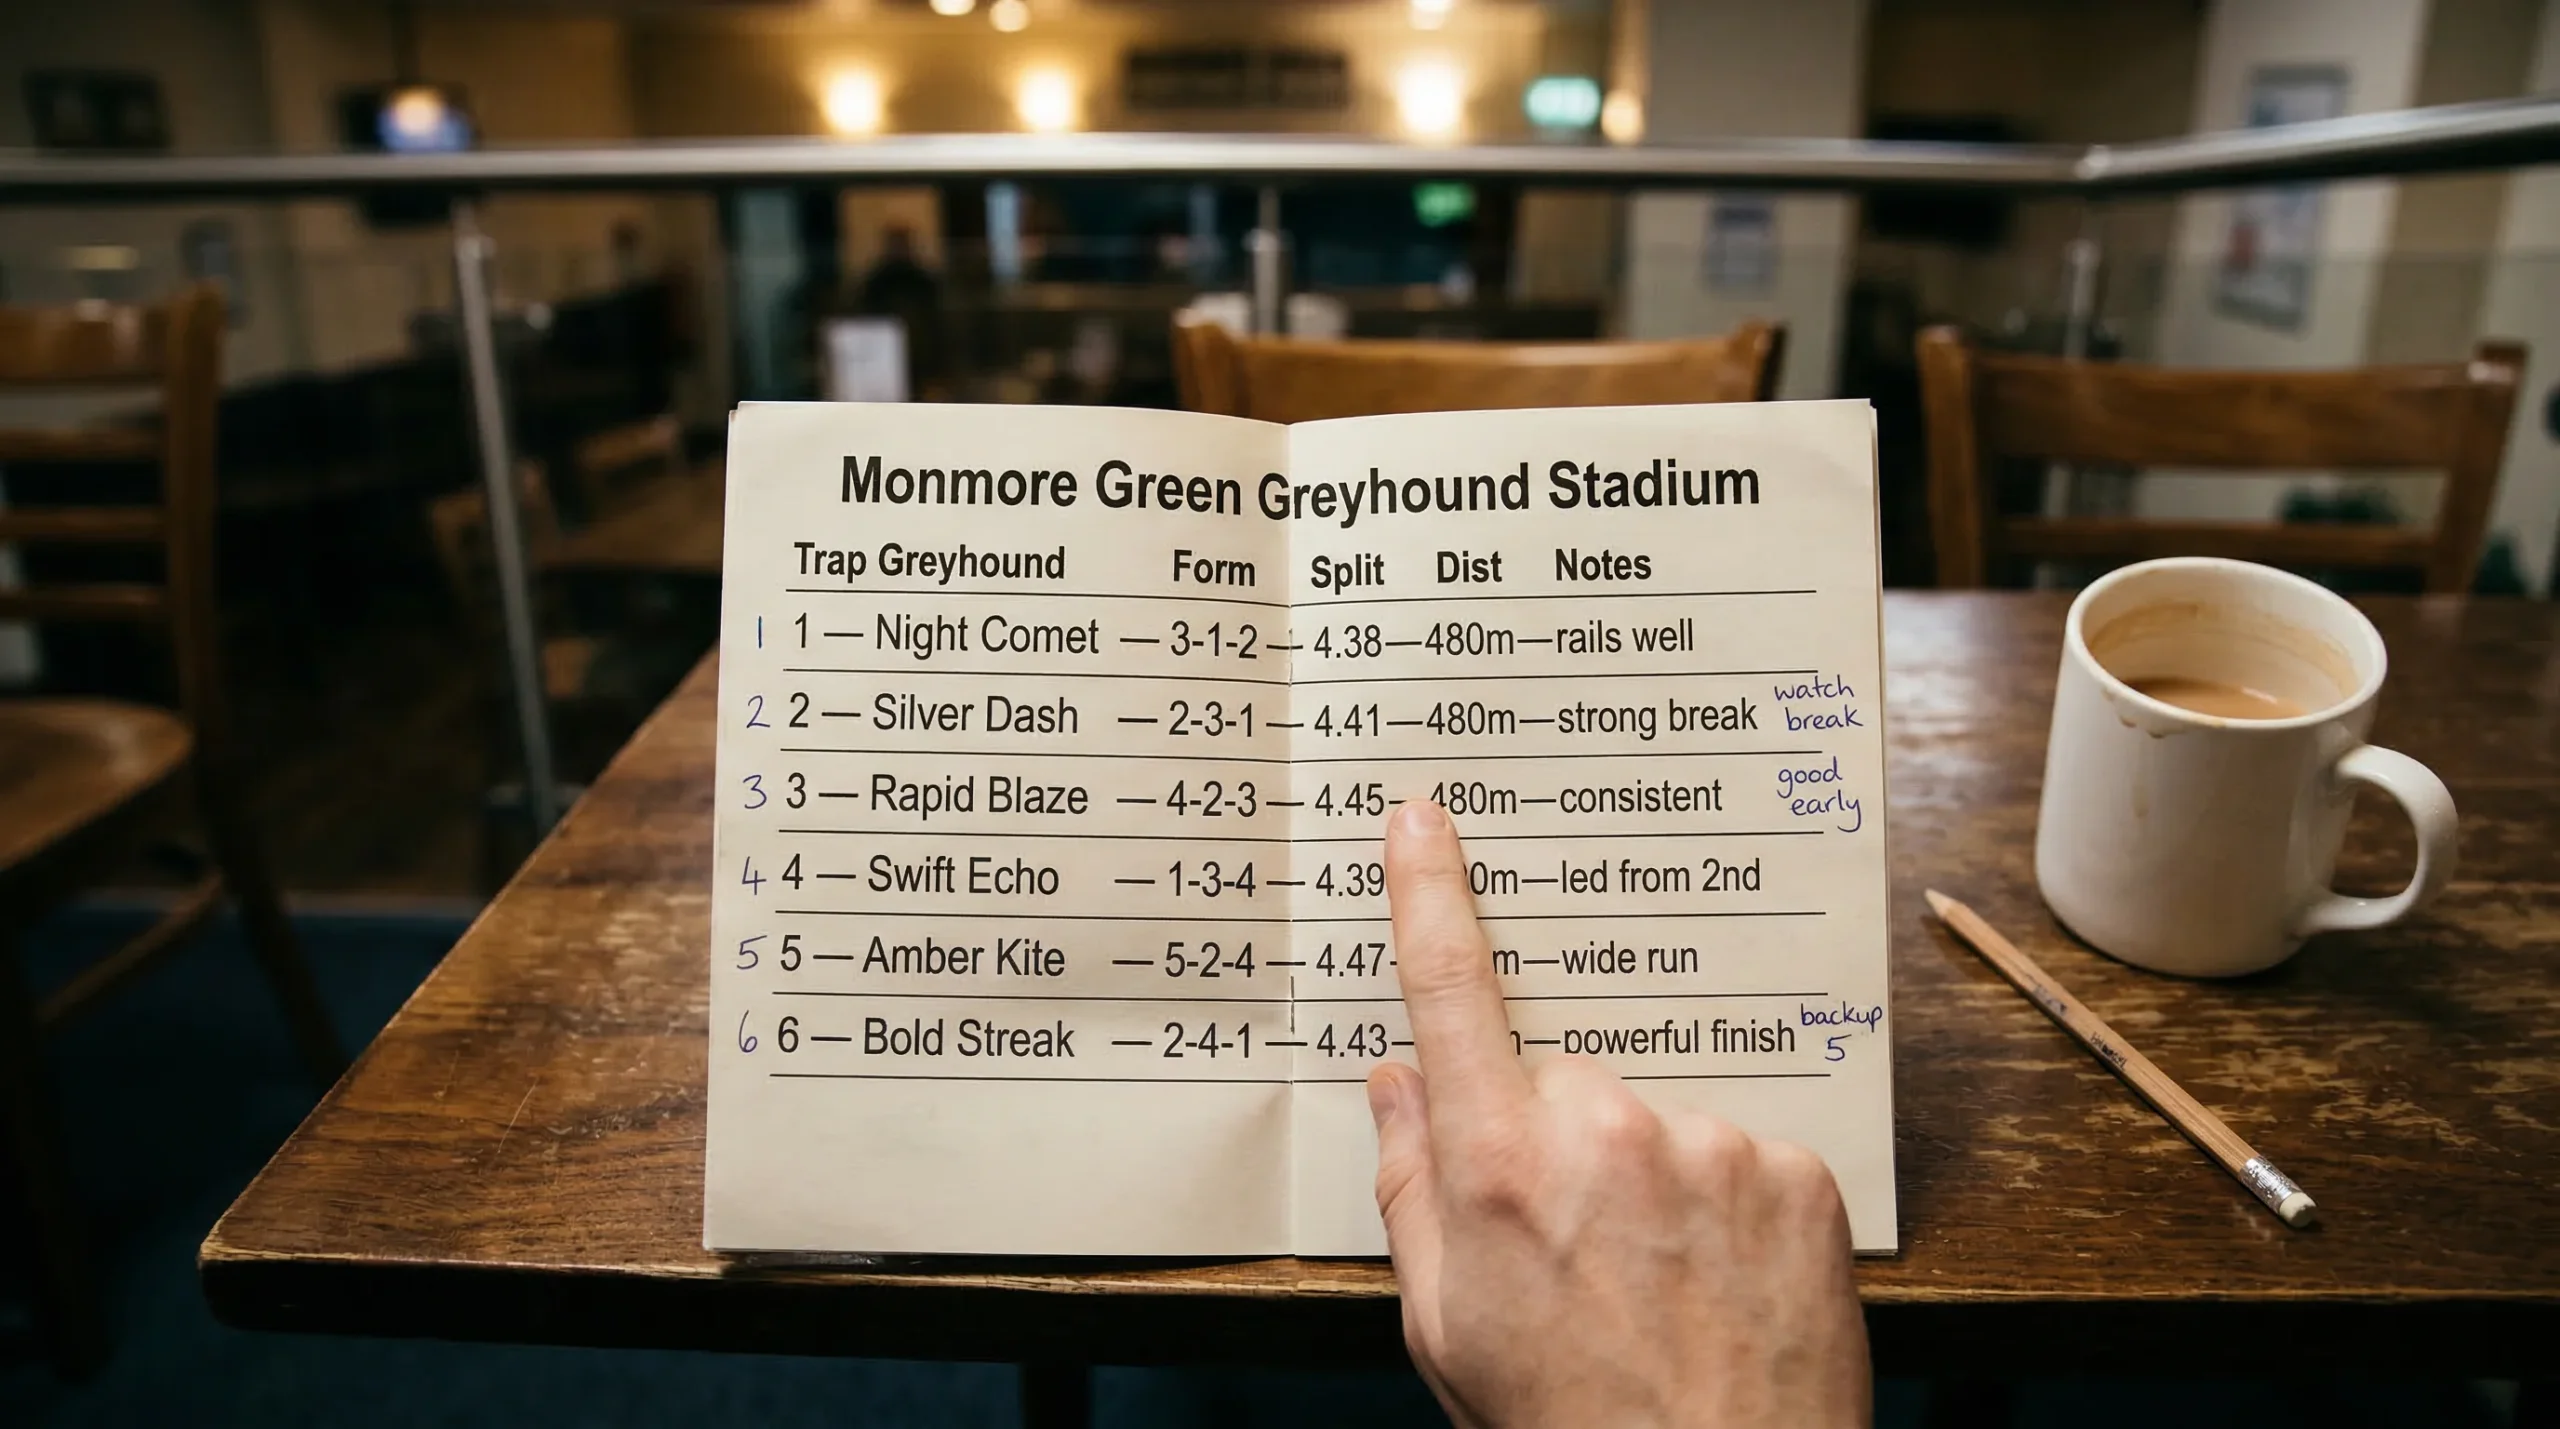 Monmore Green Greyhound Stadium
Trap Greyhound Form Split Dist Notes
1 1 — Night Comet — 3-1-2 — 4.38—480m—rails well
2 2 — Silver Dash — 2-3-1 — 4.41—480m—strong break watch break
3 3 — Rapid Blaze — 4-2-3 — 4.45—480m—consistent good early
4 4 — Swift Echo — 1-3-4 — 4.39 0m—led from 2nd
5 5 — Amber Kite — 5-2-4 — 4.47- m—wide run
6 6 — Bold Streak — 2-4-1 — 4.43— —powerful finish backup 5